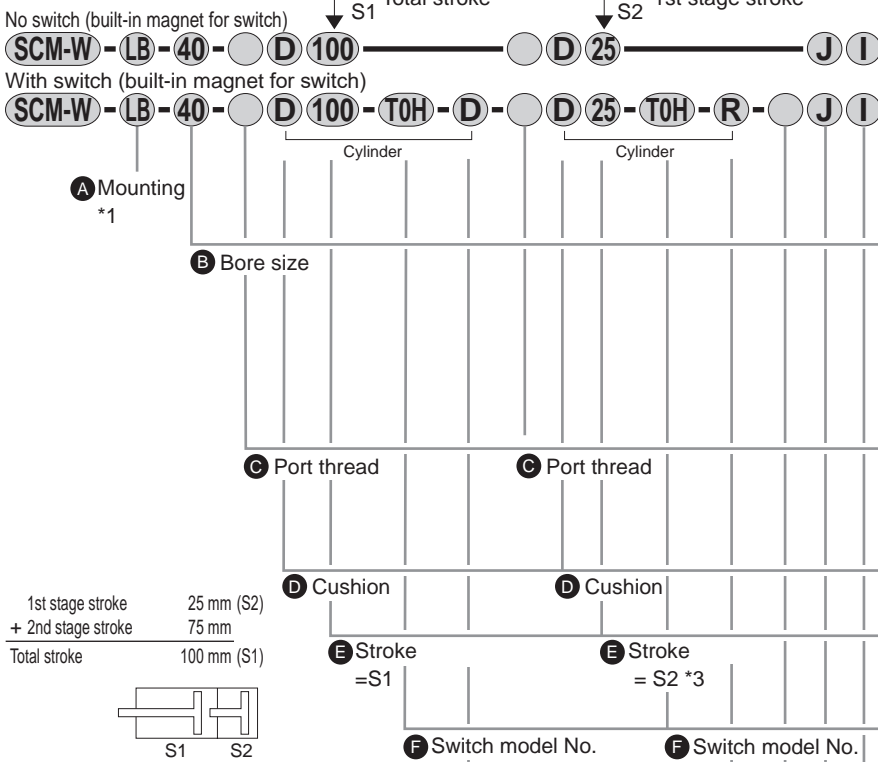 Total stroke
1st stage stroke
S1
S2
No switch (built-in magnet for switch)
SCM-W - LB - 40 - D 100 D 25 J I
With switch (built-in magnet for switch)
SCM-W - LB - 40 - D 100 - T0H - D - D 25 - T0H - R - J I
Cylinder
Cylinder
A Mounting
*1
B Bore size
C Port thread
C Port thread
D Cushion
D Cushion
1st stage stroke 25 mm (S2)
+ 2nd stage stroke 75 mm
Total stroke 100 mm (S1)
E Stroke
=S1
E Stroke
= S2 *3
S1
S2
F Switch model No.
F Switch model No.